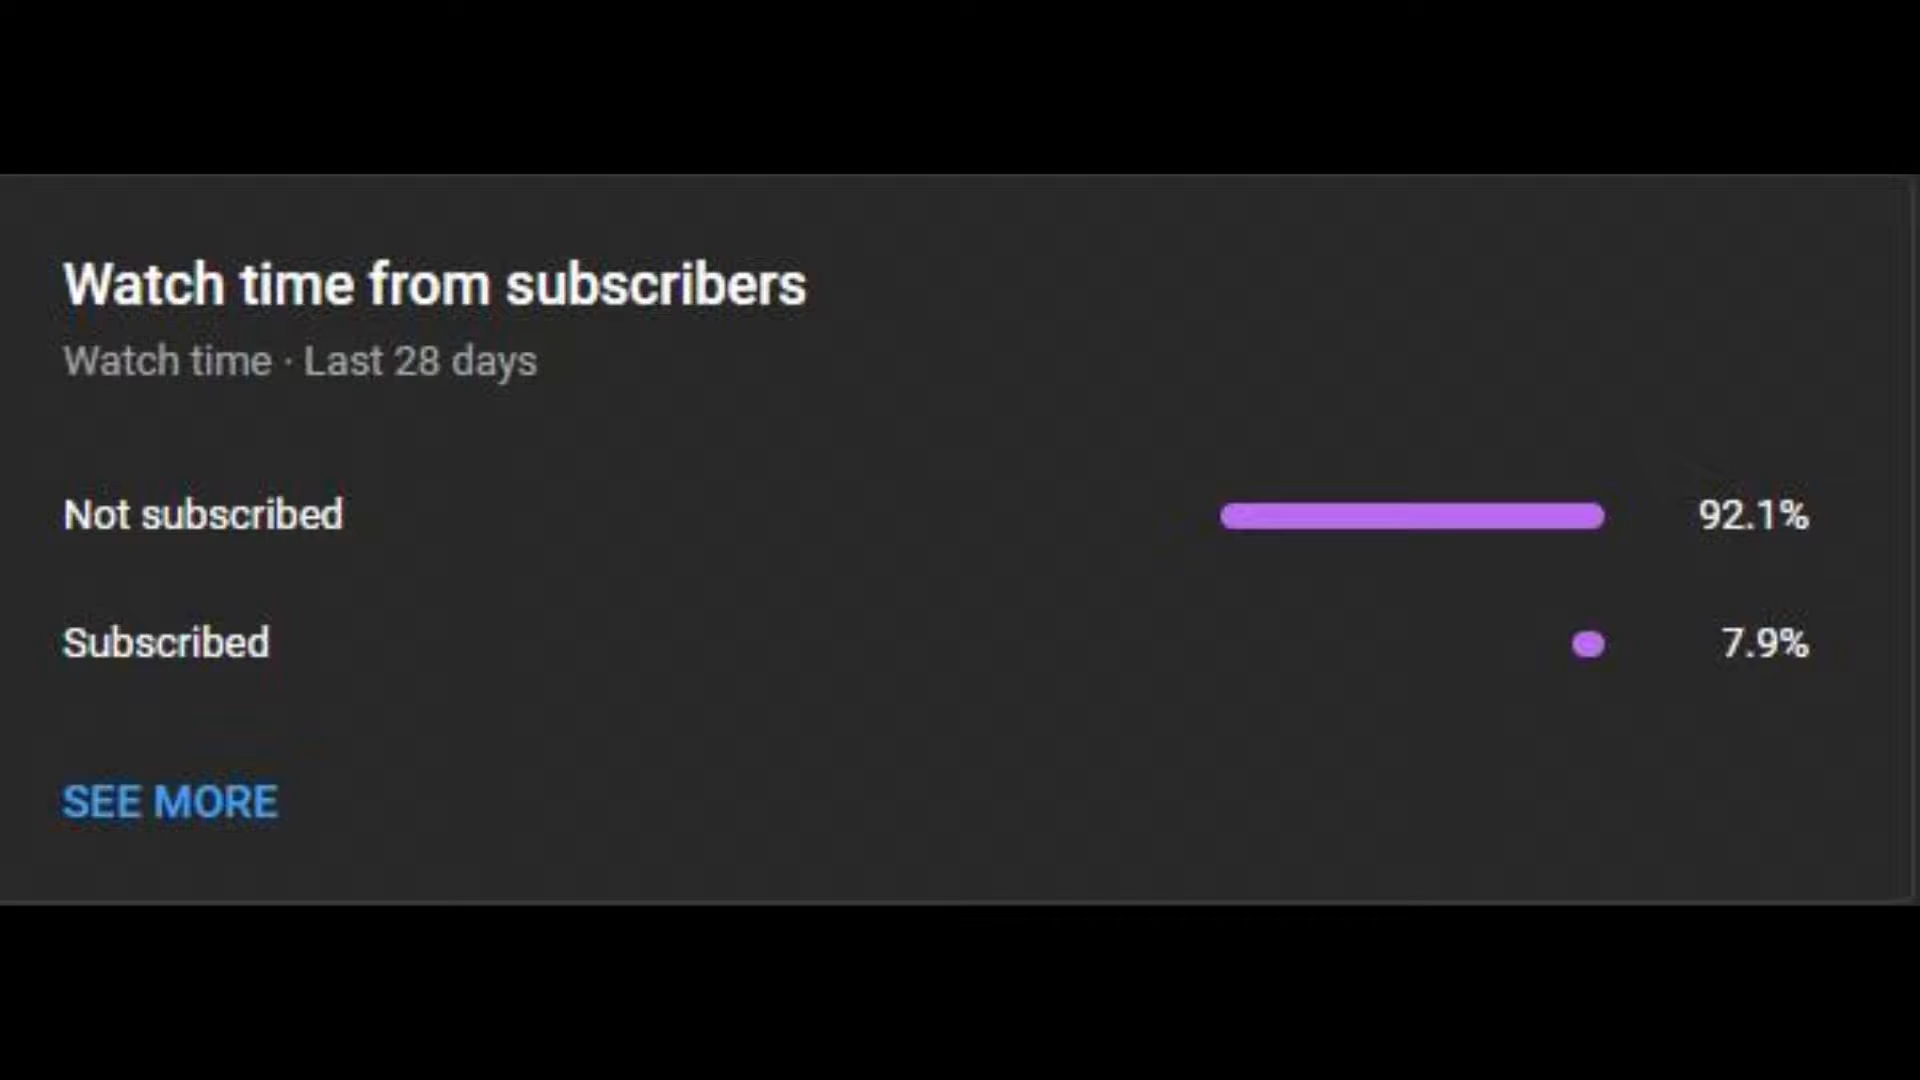 Watch time from subscribers
Watch time · Last 28 days
Not subscribed 92.1%
Subscribed 7.9%
SEE MORE